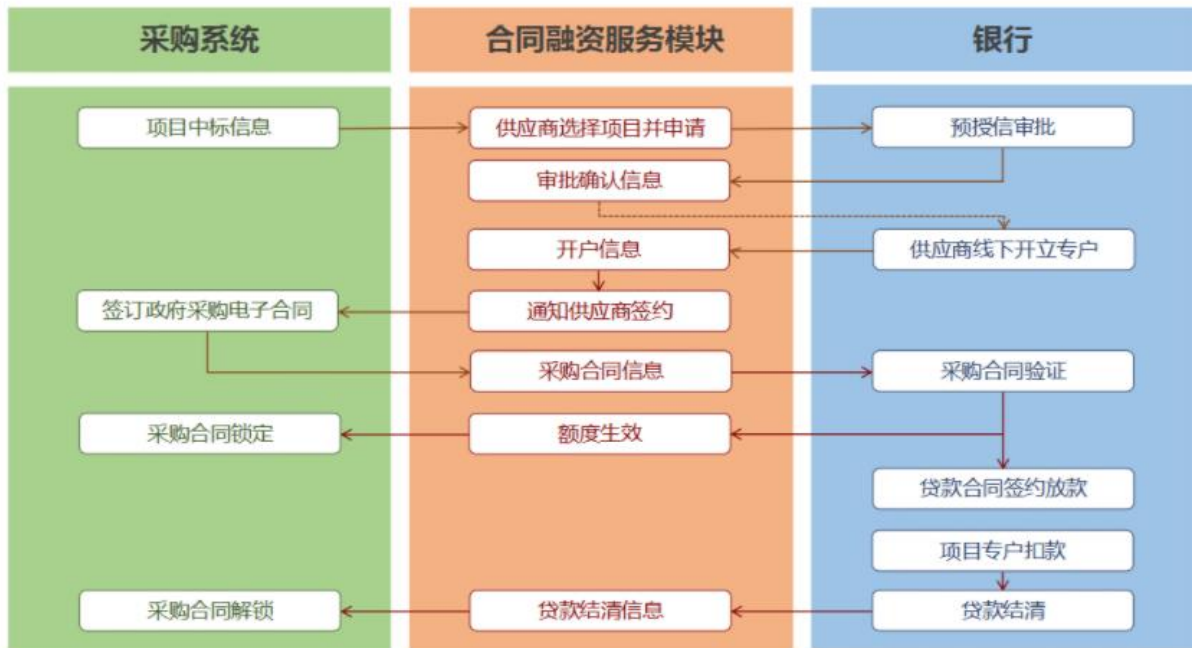 采购系统
合同融资服务模块
银行
项目中标信息
供应商选择项目并申请
预授信审批
审批确认信息
开户信息
供应商线下开立专户
签订政府采购电子合同
通知供应商签约
采购合同信息
采购合同验证
采购合同锁定
额度生效
贷款合同签约放款
项目专户扣款
采购合同解锁
贷款结清信息
贷款结清